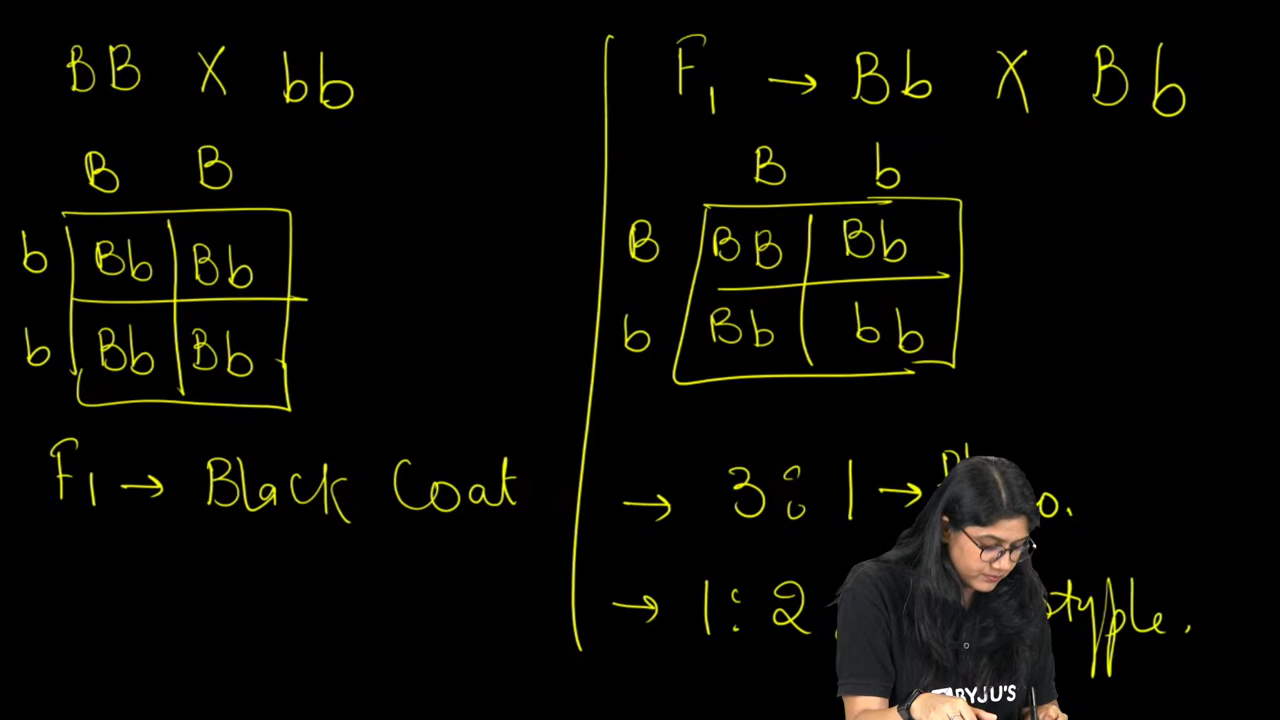 BB X bb
B B
b Bb Bb
b Bb Bb
F1 → Black Coat
F1 → Bb X Bb
B b
B BB Bb
b Bb bb
→ 3 : 1 →
→ 1 : 2
BYJU'S